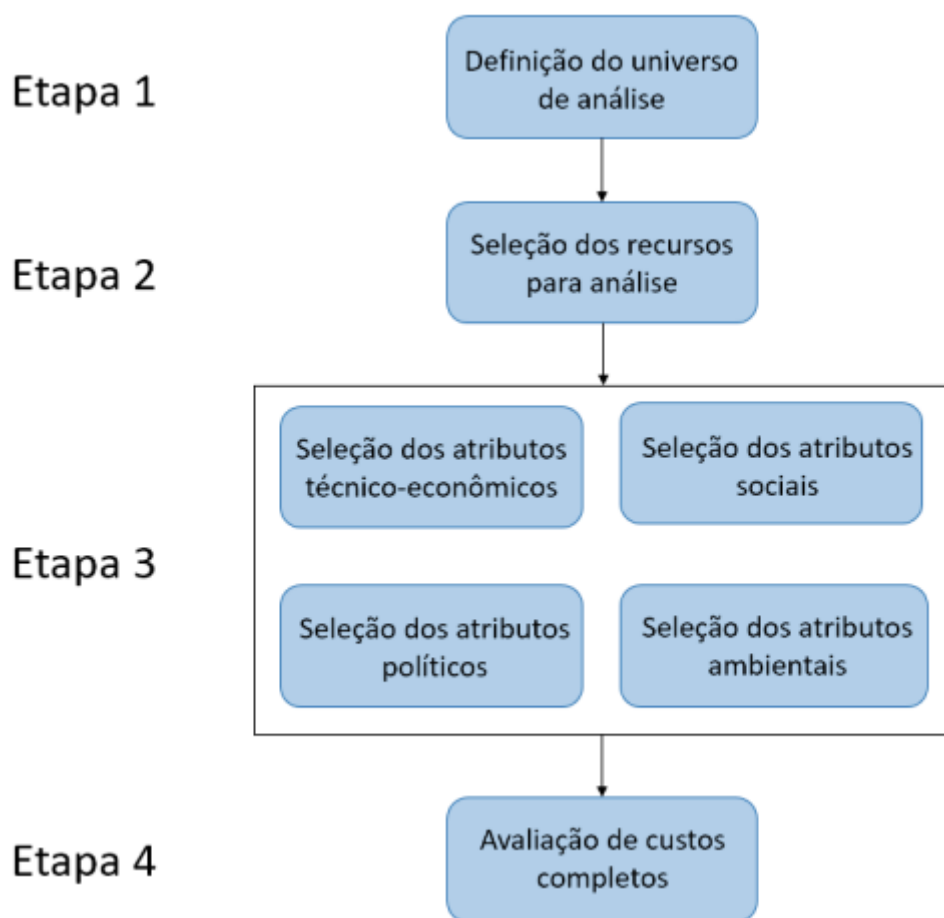 Etapa 1
Definição do universo
de análise
Etapa 2
Seleção dos recursos
para análise
Etapa 3
Seleção dos atributos
técnico-econômicos
Seleção dos atributos
sociais
Seleção dos atributos
políticos
Seleção dos atributos
ambientais
Etapa 4
Avaliação de custos
completos